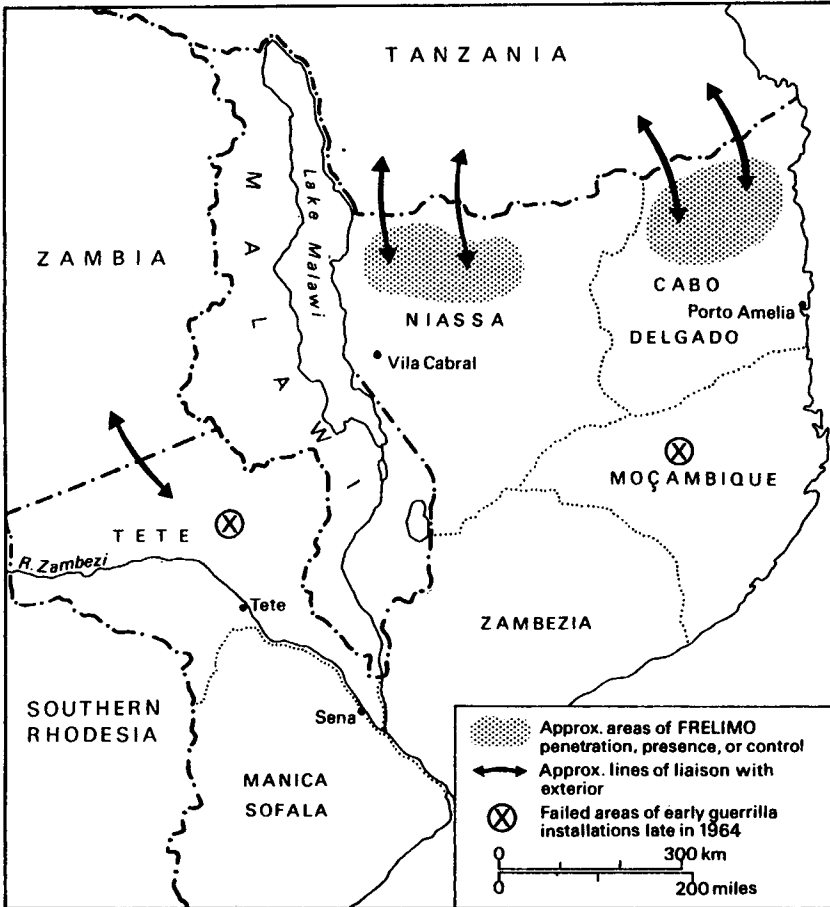 TANZANIA
ZAMBIA
MALAWI
Lake Malawi
NIASSA
CABO
DELGADO
Porto Amelia
Vila Cabral
MOÇAMBIQUE
TETE
R. Zambezi
Tete
ZAMBEZIA
SOUTHERN
RHODESIA
Sena
MANICA
SOFALA
Approx. areas of FRELIMO
penetration, presence, or control
Approx. lines of liaison with
exterior
Failed areas of early guerrilla
installations late in 1964
0 300 km
0 200 miles